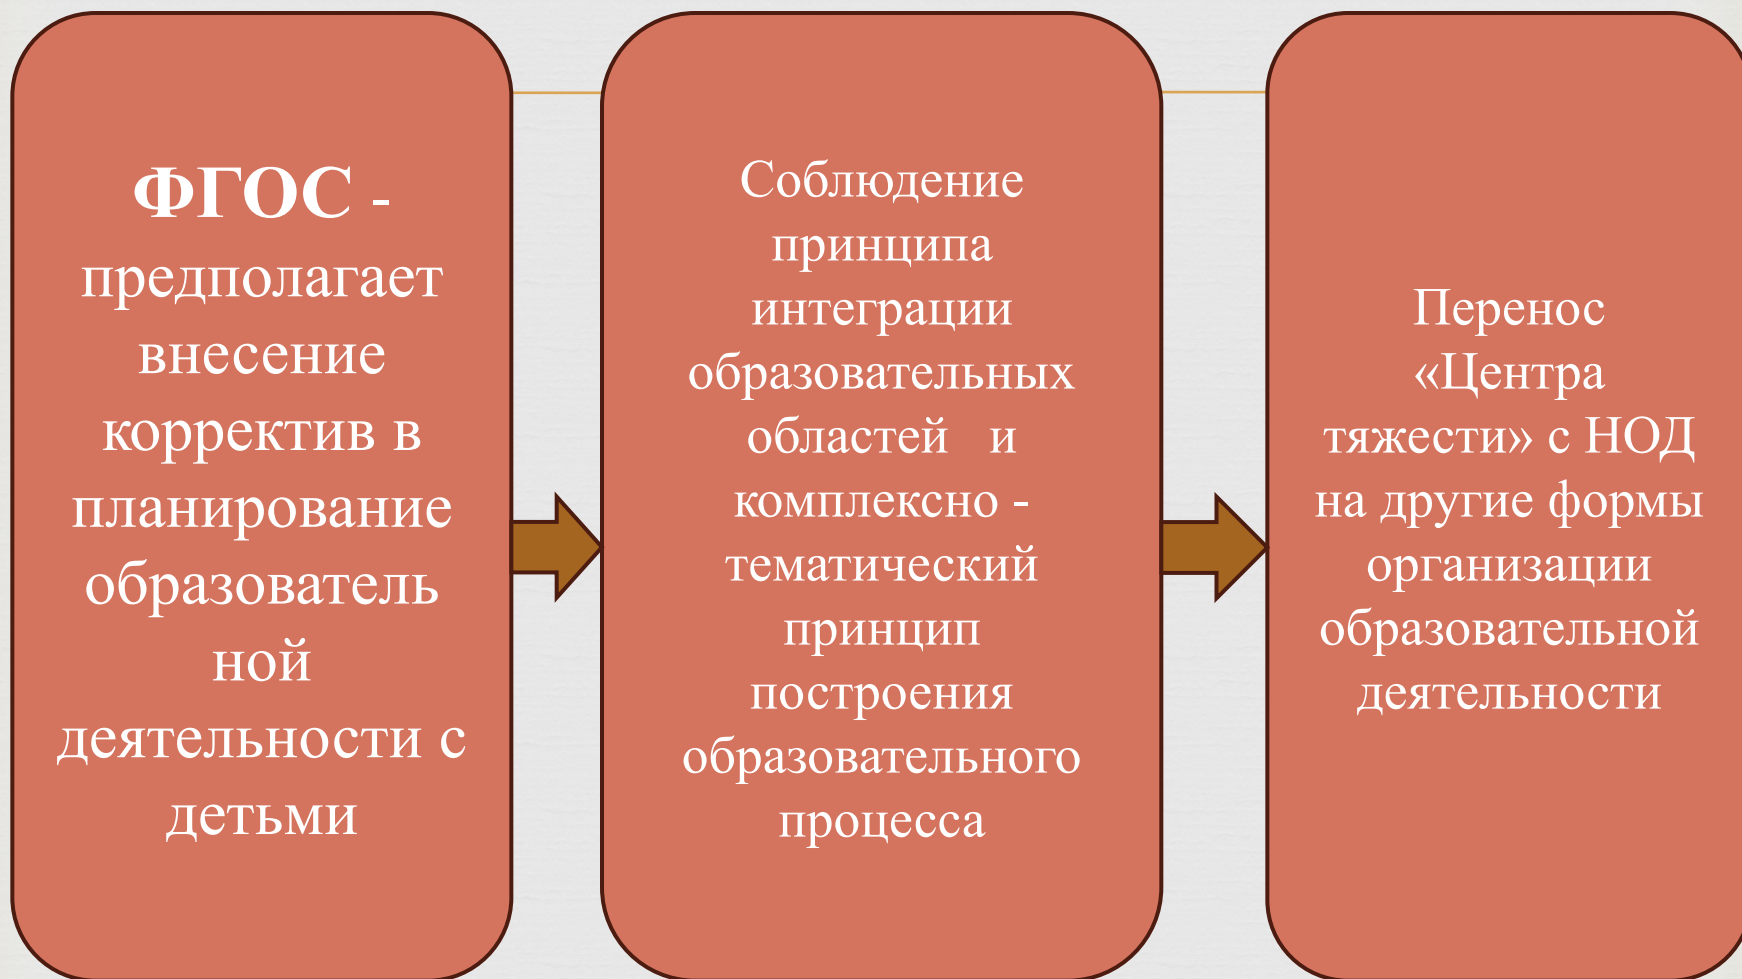 ФГОС -
предполагает
внесение
корректив в
планирование
образователь
ной
деятельности с
детьми
Соблюдение
принципа
интеграции
образовательных
областей и
комплексно -
тематический
принцип
построения
образовательного
процесса
Перенос
«Центра
тяжести» с НОД
на другие формы
организации
образовательной
деятельности